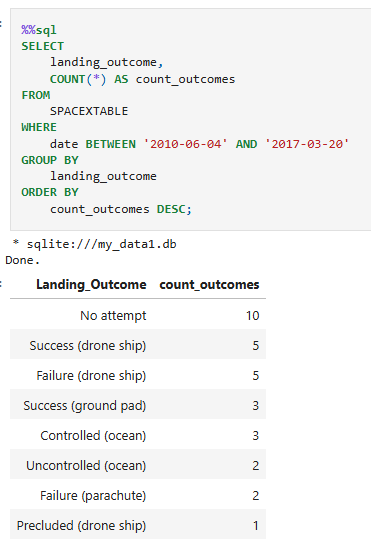 %%sql
SELECT
    landing_outcome,
    COUNT(*) AS count_outcomes
FROM
    SPACEXTABLE
WHERE
    date BETWEEN '2010-06-04' AND '2017-03-20'
GROUP BY
    landing_outcome
ORDER BY
    count_outcomes DESC;
* sqlite:///my_data1.db
Done.
Landing_Outcome count_outcomes
No attempt 10
Success (drone ship) 5
Failure (drone ship) 5
Success (ground pad) 3
Controlled (ocean) 3
Uncontrolled (ocean) 2
Failure (parachute) 2
Precluded (drone ship) 1